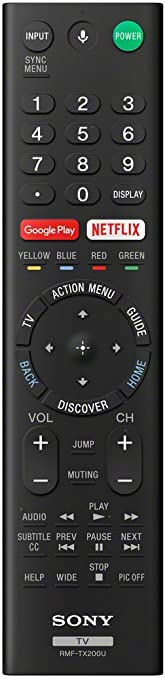 INPUT POWER
SYNC
MENU
1 2 3
4 5 6
7 8 9
• 0 DISPLAY
Google Play NETFLIX
YELLOW BLUE RED GREEN
TV ACTION MENU GUIDE
BACK HOME
DISCOVER
VOL CH
+ JUMP +
− MUTING −
PLAY
AUDIO
SUBTITLE PREV PAUSE NEXT
CC
STOP
HELP WIDE PIC OFF
SONY
TV
RMF-TX200U